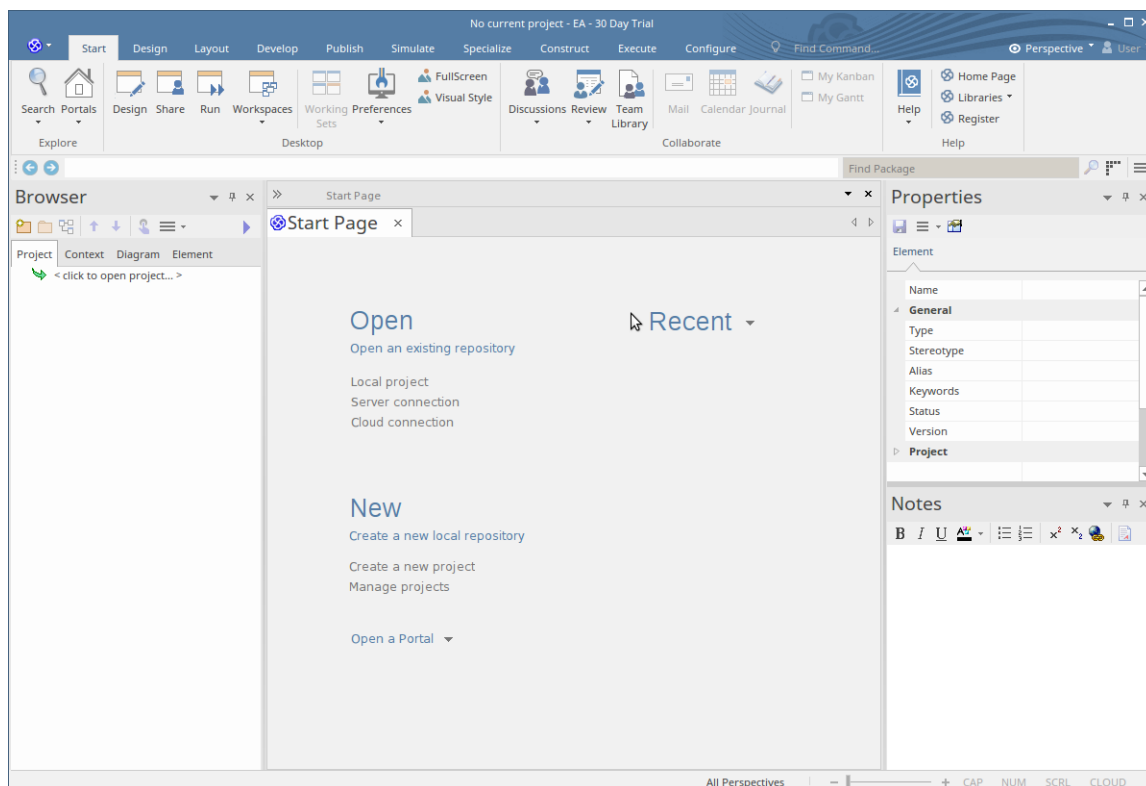 No current project - EA - 30 Day Trial
Start Design Layout Develop Publish Simulate Specialize Construct Execute Configure Find Command... Perspective User
Search Portals
Explore
Design Share Run Workspaces Working Sets Preferences
FullScreen
Visual Style
Desktop
Discussions Review Team Library Mail Calendar Journal
My Kanban
My Gantt
Collaborate
Help
Home Page
Libraries
Register
Help
Find Package
Browser
Project Context Diagram Element
< click to open project... >
Start Page
Start Page
Open
Open an existing repository
Local project
Server connection
Cloud connection
Recent
New
Create a new local repository
Create a new project
Manage projects
Open a Portal
Properties
Element
Name
General
Type
Stereotype
Alias
Keywords
Status
Version
Project
Notes
B I U A x² x₂
All Perspectives CAP NUM SCRL CLOUD